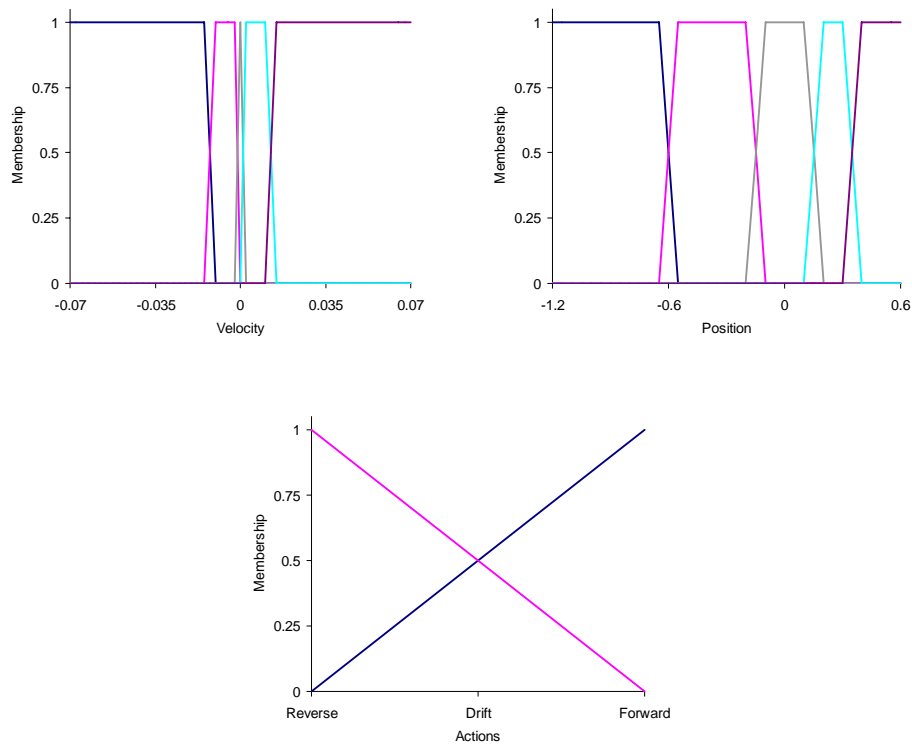 1
0.75
0.5
0.25
0
Membership
-0.07 -0.035 0 0.035 0.07
Velocity
1
0.75
0.5
0.25
0
Membership
-1.2 -0.6 0 0.6
Position
1
0.75
0.5
0.25
0
Membership
Reverse Drift Forward
Actions